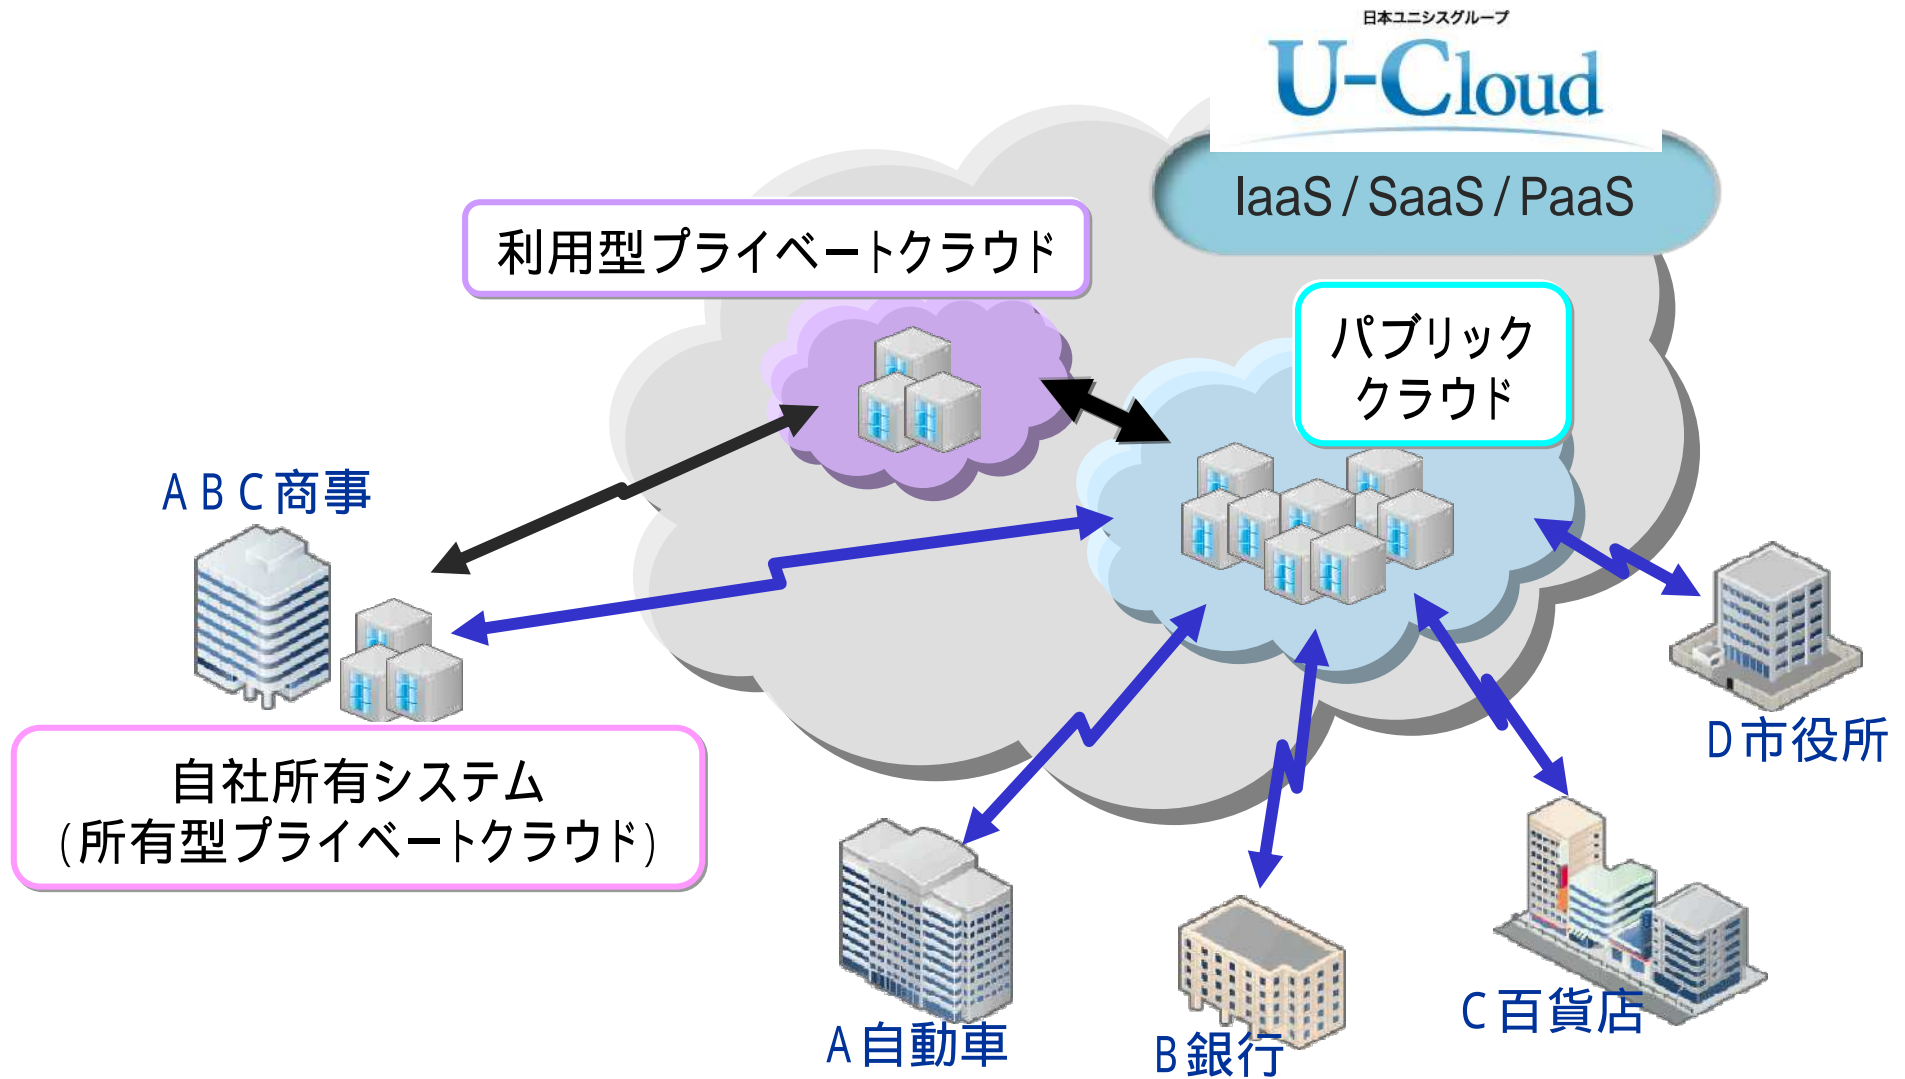 日本ユニシスグループ
U-Cloud
IaaS/SaaS/PaaS
利用型プライベートクラウド
パブリック
クラウド
ABC商事
自社所有システム
(所有型プライベートクラウド)
D市役所
C百貨店
A自動車
B銀行